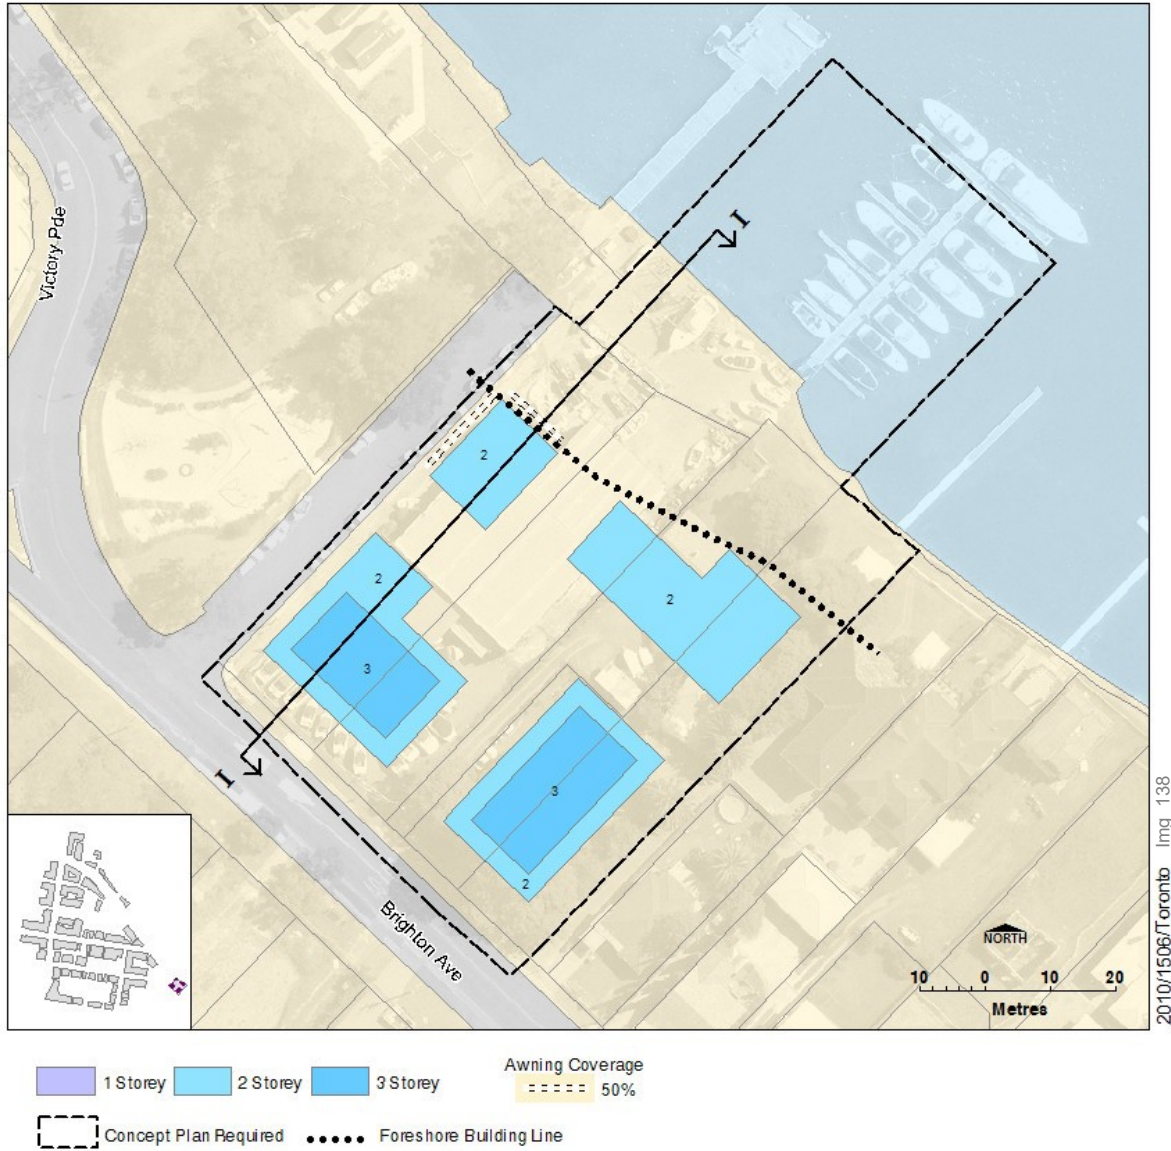 Victory Pde
I
2
2
2
3
3
2
I
Brighton Ave
NORTH
10 0 10 20
Metres
2010/1506/Toronto Img 138
1 Storey 2 Storey 3 Storey
Awning Coverage
50%
Concept Plan Required Foreshore Building Line